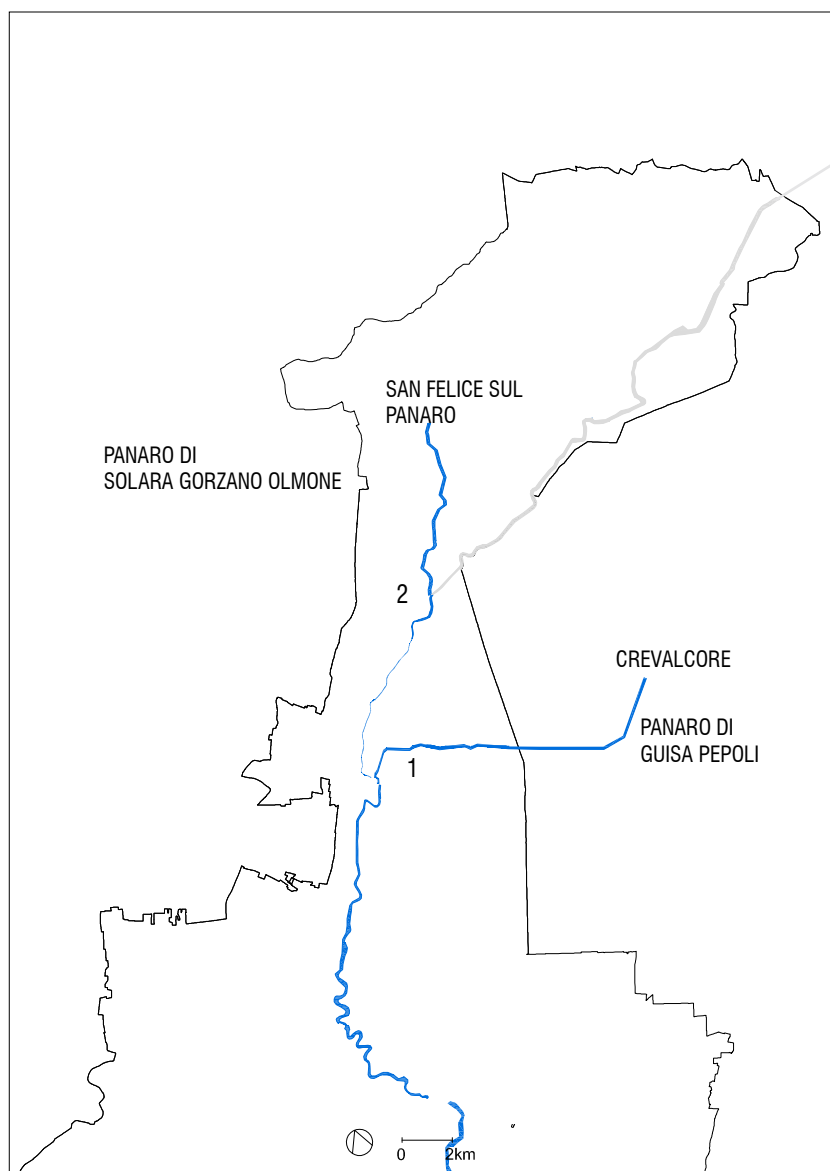 SAN FELICE SUL
PANARO
PANARO DI
SOLARA GORZANO OLMONE
2
CREVALCORE
PANARO DI
GUISA PEPOLI
1
0
2km